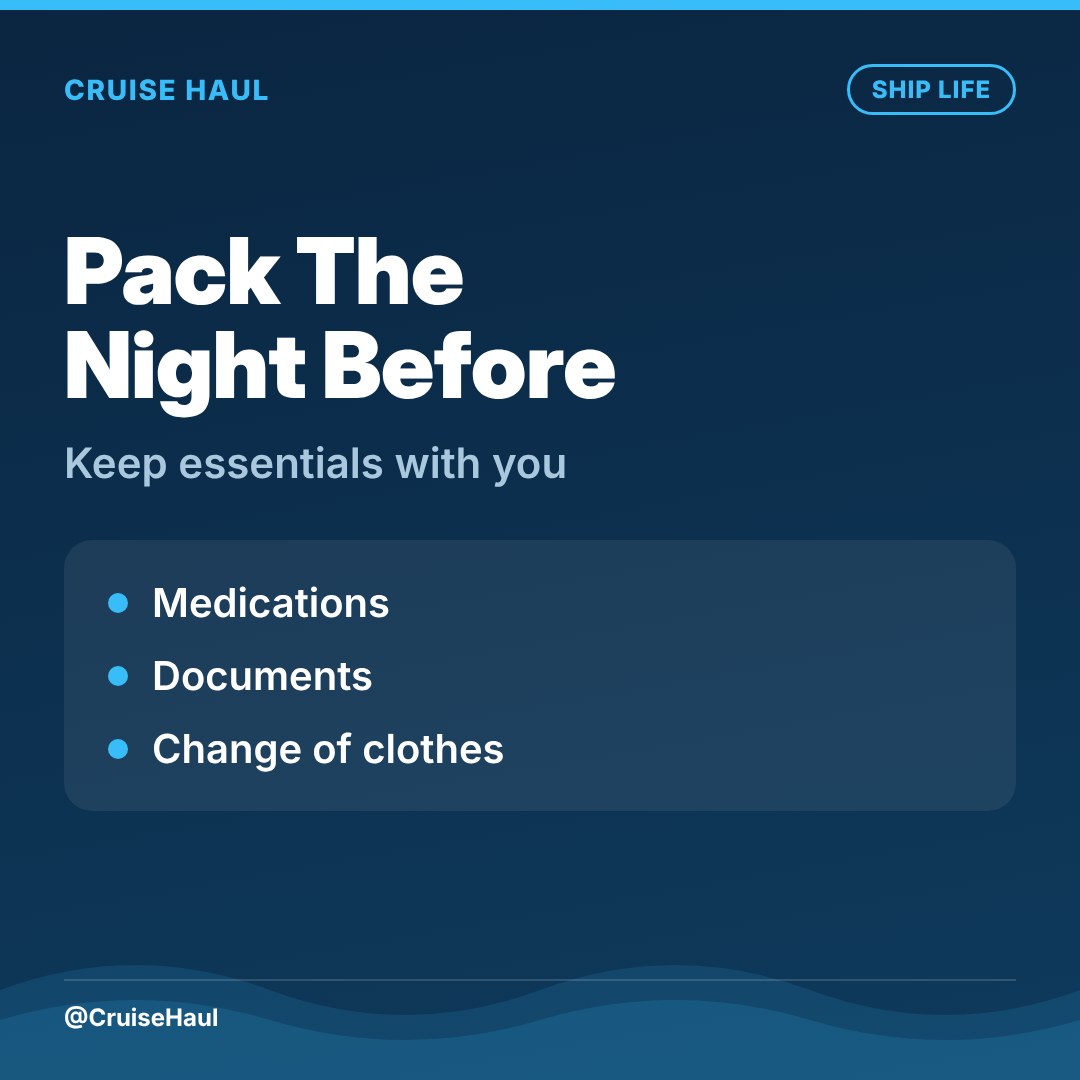 CRUISE HAUL
SHIP LIFE
Pack The
Night Before
Keep essentials with you
Medications
Documents
Change of clothes
@CruiseHaul